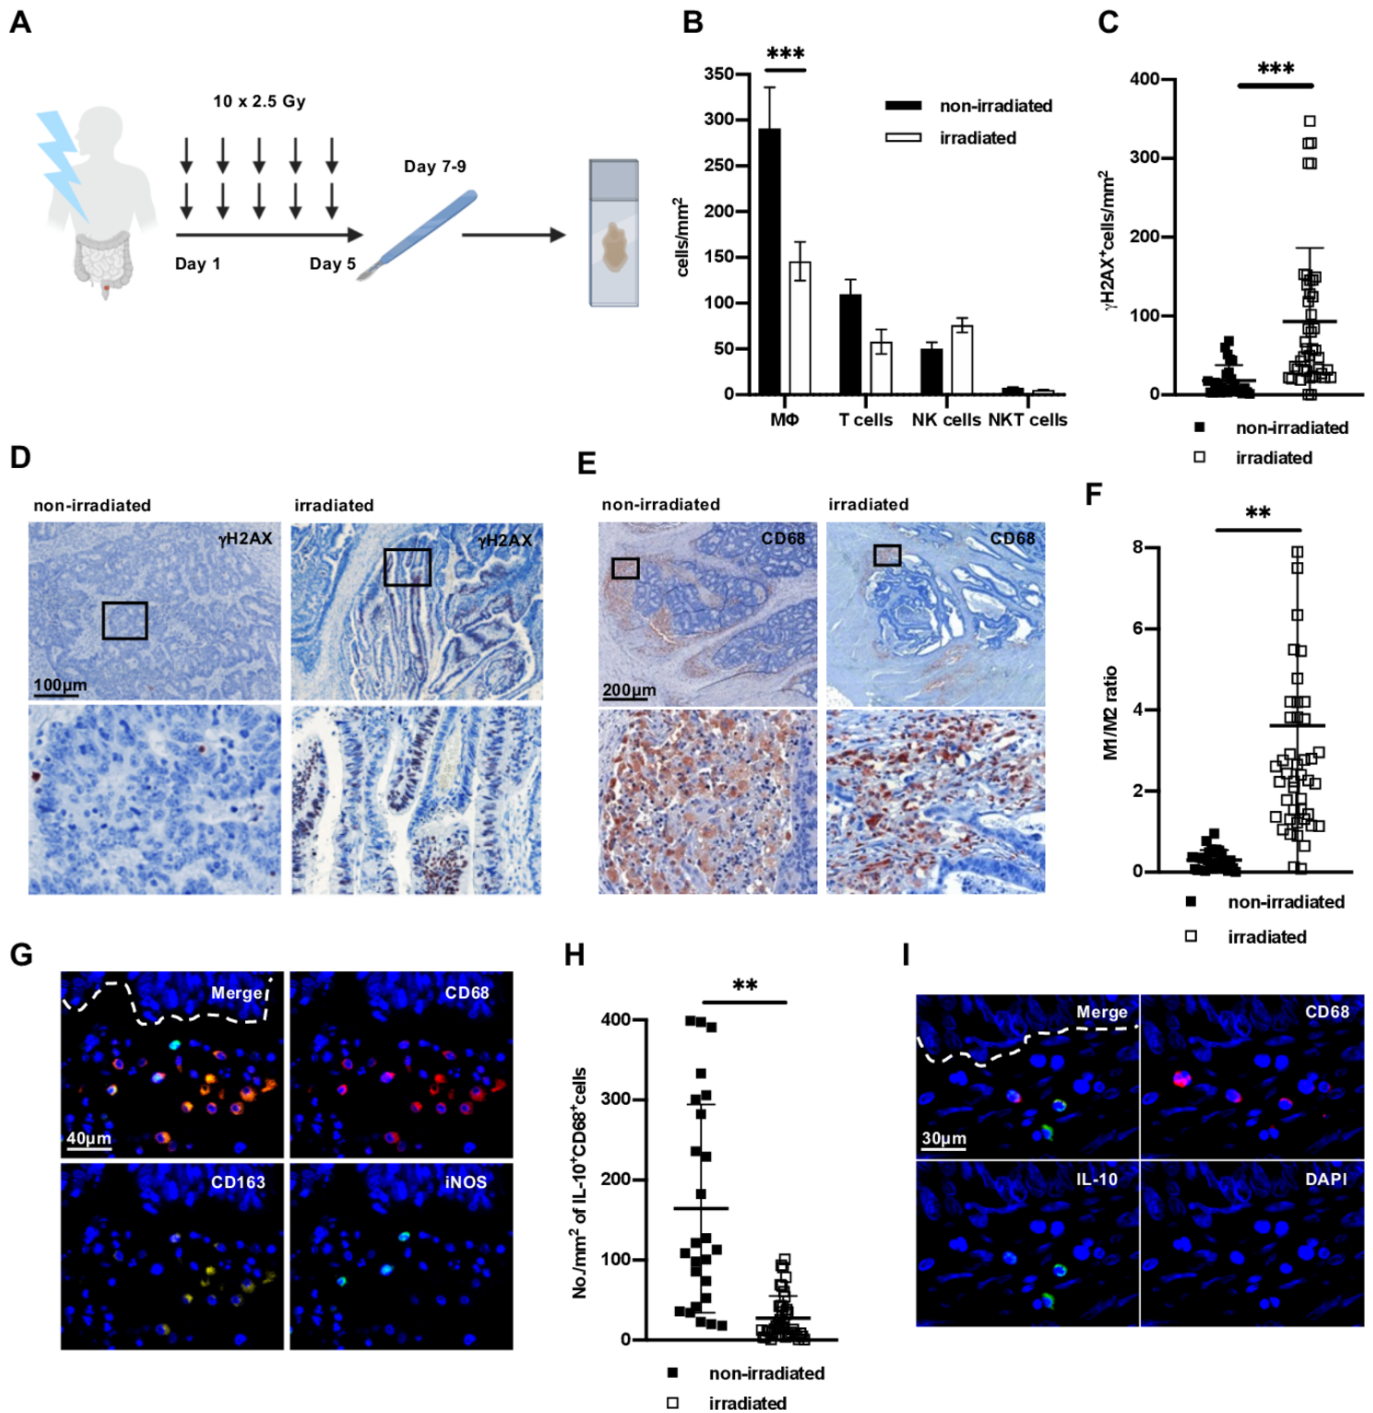 A
10 x 2.5 Gy
Day 7-9
Day 1
Day 5
B
***
350
300
250
200
150
100
50
0
cells/mm²
non-irradiated
irradiated
MΦ
T cells
NK cells
NKT cells
C
***
400
300
200
100
0
γH2AX⁺cells/mm²
non-irradiated
irradiated
D
non-irradiated
irradiated
γH2AX
γH2AX
100µm
E
non-irradiated
irradiated
CD68
CD68
200µm
F
**
8
6
4
2
0
M1/M2 ratio
non-irradiated
irradiated
G
Merge
CD68
40µm
CD163
iNOS
H
**
400
300
200
100
0
No./mm² of IL-10⁺CD68⁺cells
non-irradiated
irradiated
I
Merge
CD68
30µm
IL-10
DAPI